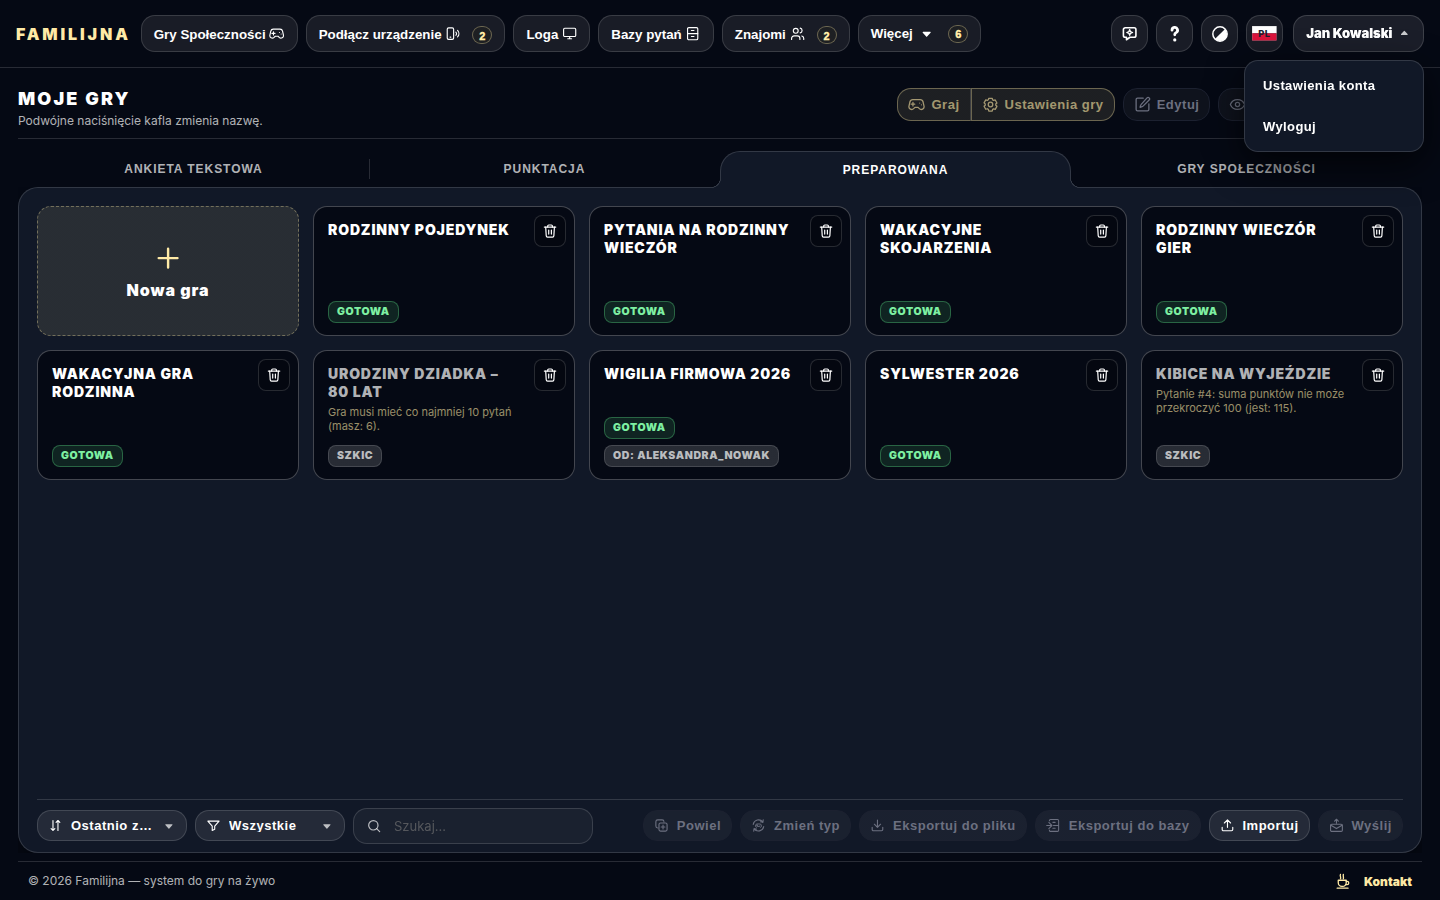 FAMILIJNA
Gry Społeczności
Podłącz urządzenie 2
Loga
Bazy pytań
Znajomi 2
Więcej 6
?
PL
Jan Kowalski
Ustawienia konta
Wyloguj
MOJE GRY
Podwójne naciśnięcie kafla zmienia nazwę.
Graj
Ustawienia gry
Edytuj
ANKIETA TEKSTOWA
PUNKTACJA
PREPAROWANA
GRY SPOŁECZNOŚCI
Nowa gra
RODZINNY POJEDYNEK
GOTOWA
PYTANIA NA RODZINNY
WIECZÓR
GOTOWA
WAKACYJNE
SKOJARZENIA
GOTOWA
RODZINNY WIECZÓR
GIER
GOTOWA
WAKACYJNA GRA
RODZINNA
GOTOWA
URODZINY DZIADKA –
80 LAT
Gra musi mieć co najmniej 10 pytań
(masz: 6).
SZKIC
WIGILIA FIRMOWA 2026
GOTOWA
OD: ALEKSANDRA_NOWAK
SYLWESTER 2026
GOTOWA
KIBICE NA WYJEŹDZIE
Pytanie #4: suma punktów nie może
przekroczyć 100 (jest: 115).
SZKIC
Ostatnio z...
Wszystkie
Szukaj...
Powiel
Zmień typ
Eksportuj do pliku
Eksportuj do bazy
Importuj
Wyślij
© 2026 Familijna — system do gry na żywo
Kontakt